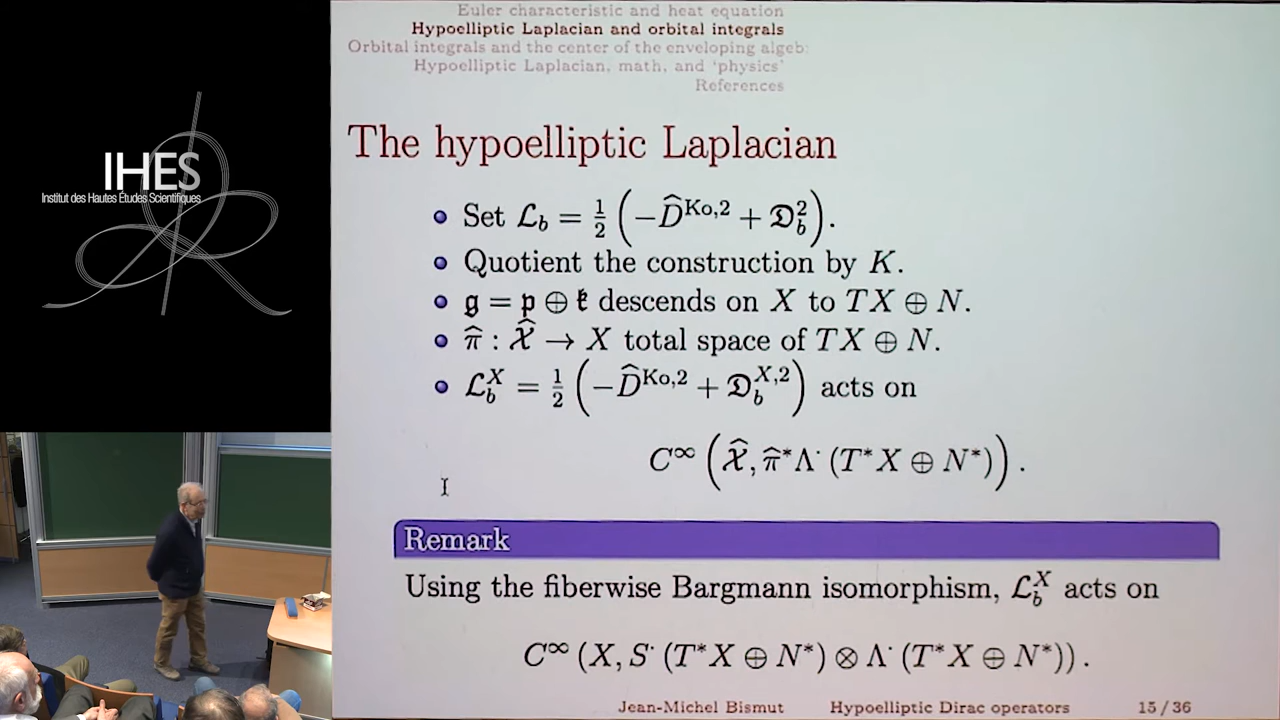 IHES
Institut des Hautes Études Scientifiques
Euler characteristic and heat equation
Hypoelliptic Laplacian and orbital integrals
Orbital integrals and the center of the enveloping algeb
Hypoelliptic Laplacian, math, and ‘physics’
References
The hypoelliptic Laplacian
Set $\mathcal{L}_b = \frac{1}{2}\left(-\widehat{D}^{\mathrm{Ko},2} + \mathfrak{D}_b^2\right)$.
Quotient the construction by $K$.
$\mathfrak{g} = \mathfrak{p} \oplus \mathfrak{k}$ descends on $X$ to $TX \oplus N$.
$\widehat{\pi} : \widehat{\mathcal{X}} \to X$ total space of $TX \oplus N$.
$\mathcal{L}_b^X = \frac{1}{2}\left(-\widehat{D}^{\mathrm{Ko},2} + \mathfrak{D}_b^{X,2}\right)$ acts on
$C^\infty\left(\widehat{\mathcal{X}}, \widehat{\pi}^*\Lambda^\cdot\left(T^*X \oplus N^*\right)\right).$
Remark
Using the fiberwise Bargmann isomorphism, $\mathcal{L}_b^X$ acts on
$C^\infty\left(X, S^\cdot\left(T^*X \oplus N^*\right) \otimes \Lambda^\cdot\left(T^*X \oplus N^*\right)\right).$
Jean-Michel Bismut Hypoelliptic Dirac operators 15 / 36